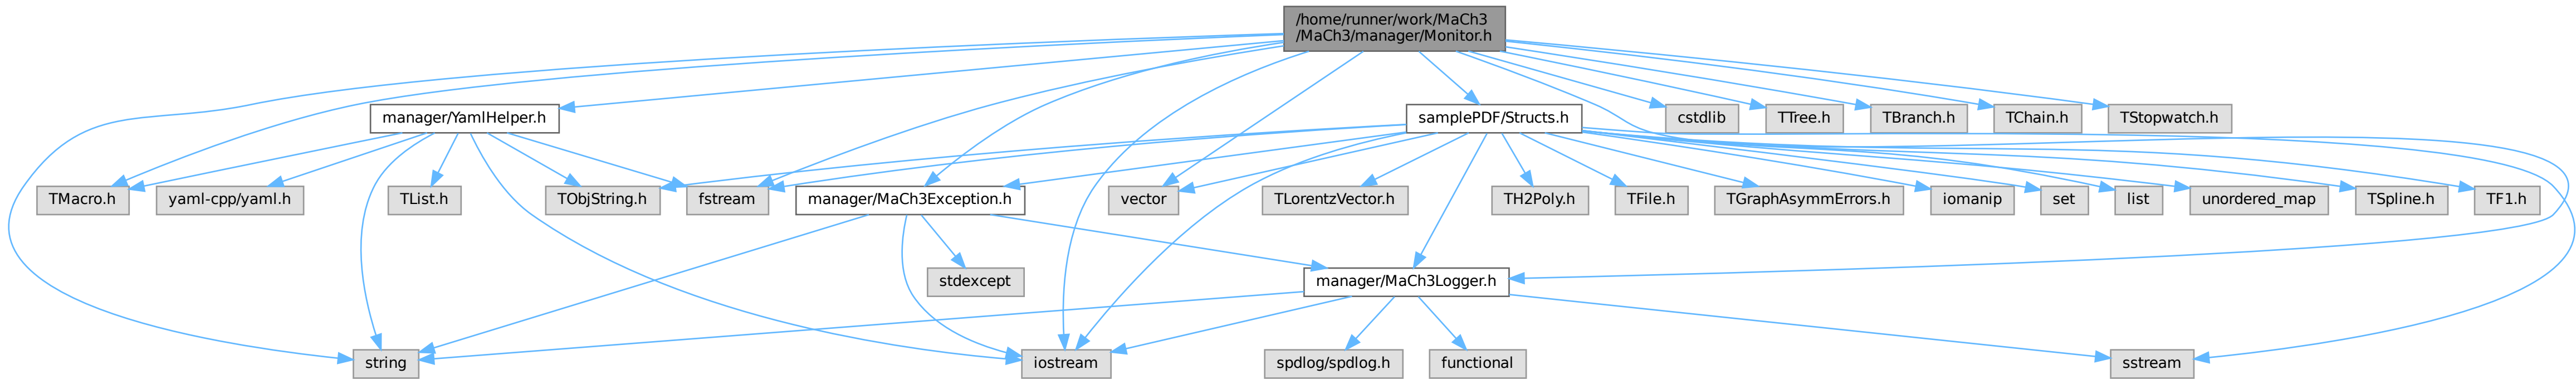 /home/runner/work/MaCh3
/MaCh3/manager/Monitor.h
manager/YamlHelper.h
samplePDF/Structs.h
cstdlib
TTree.h
TBranch.h
TChain.h
TStopwatch.h
TMacro.h
yaml-cpp/yaml.h
TList.h
TObjString.h
fstream
manager/MaCh3Exception.h
vector
TLorentzVector.h
TH2Poly.h
TFile.h
TGraphAsymmErrors.h
iomanip
set
list
unordered_map
TSpline.h
TF1.h
stdexcept
manager/MaCh3Logger.h
string
iostream
spdlog/spdlog.h
functional
sstream